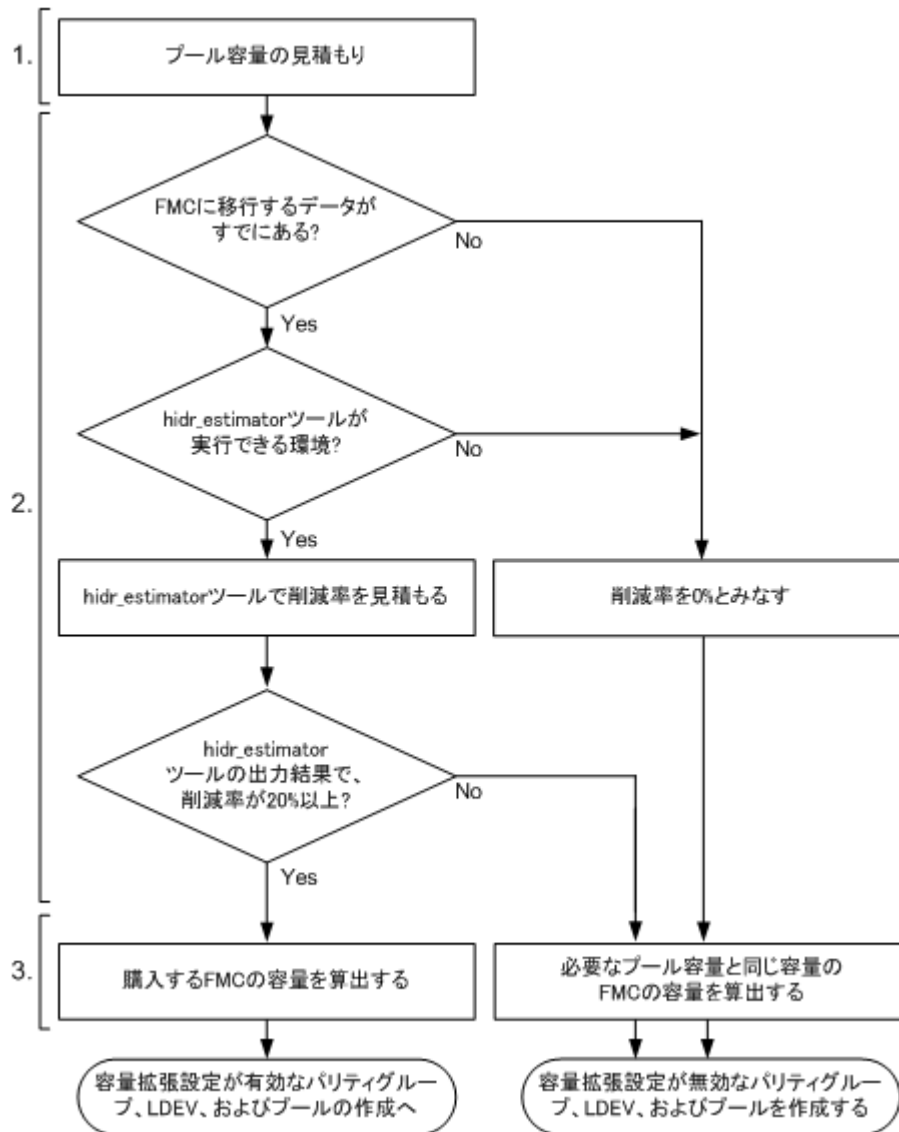 1.
プール容量の見積もり
FMCに移行するデータが
すでにある?
No
Yes
hidr_estimatorツールが
実行できる環境?
No
2.
Yes
hidr_estimatorツールで削減率を見積もる
削減率を0%とみなす
hidr_estimator
ツールの出力結果で、
削減率が20%以上?
No
Yes
3.
購入するFMCの容量を算出する
必要なプール容量と同じ容量の
FMCの容量を算出する
容量拡張設定が有効なパリティグルー
プ、LDEV、およびプールの作成へ
容量拡張設定が無効なパリティグルー
プ、LDEV、およびプールを作成する